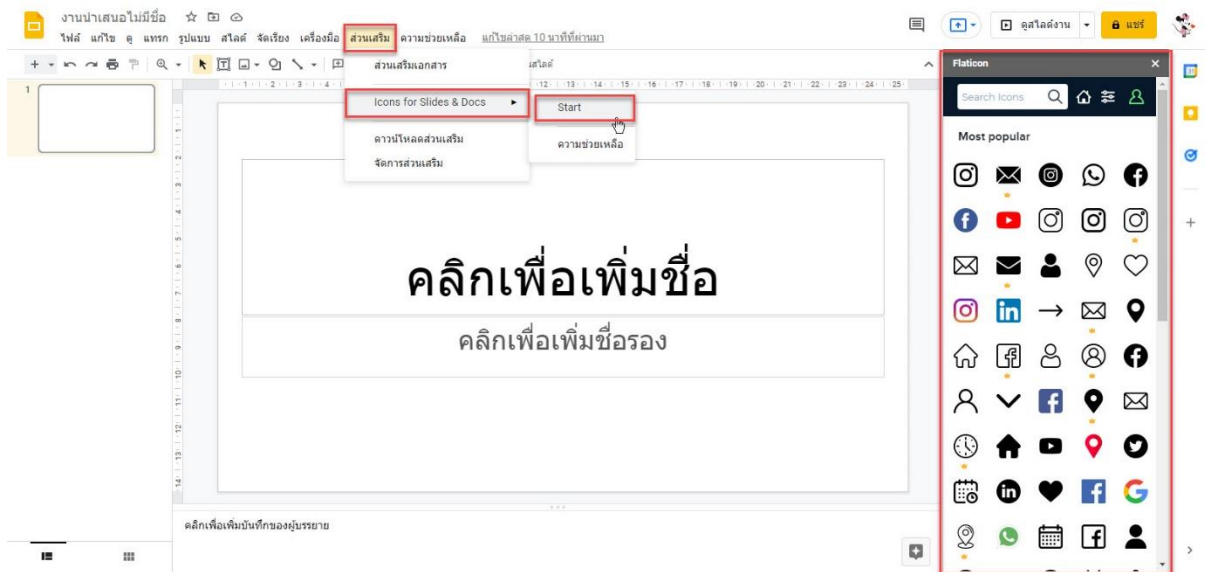 งานนำเสนอไม่มีชื่อ
ไฟล์ แก้ไข ดู แทรก รูปแบบ สไลด์ จัดเรียง เครื่องมือ ส่วนเสริม ความช่วยเหลือ แก้ไขล่าสุด 10 นาทีที่ผ่านมา
ดูสไลด์งาน
แชร์
ส่วนเสริมเอกสาร
Icons for Slides & Docs
Start
ดาวน์โหลดส่วนเสริม
ความช่วยเหลือ
จัดการส่วนเสริม
1
คลิกเพื่อเพิ่มชื่อ
คลิกเพื่อเพิ่มชื่อรอง
คลิกเพื่อเพิ่มบันทึกของผู้บรรยาย
Flaticon
Search Icons
Most popular